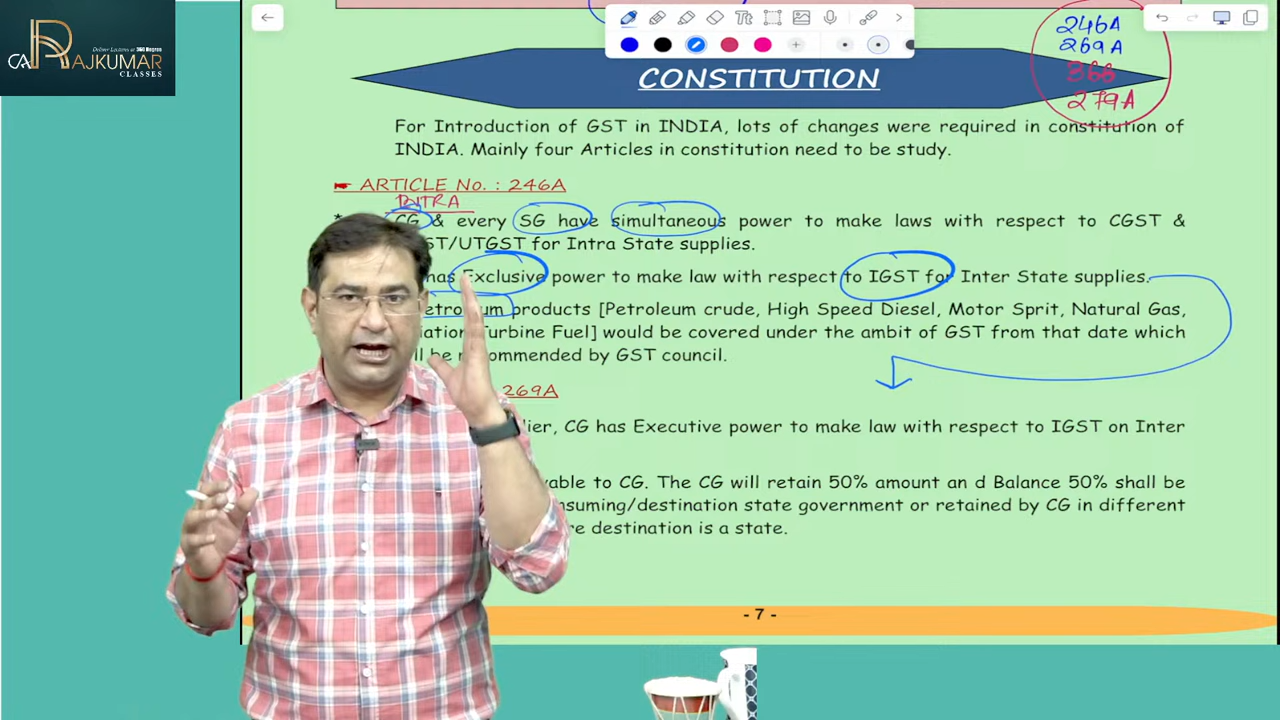 Deliver Lectures at 360 Degree
CA RAJKUMAR
CLASSES
Tt
246A
269A
366
279A
CONSTITUTION
For Introduction of GST in INDIA, lots of changes were required in constitution of
INDIA. Mainly four Articles in constitution need to be study.
ARTICLE No. : 246A
INTRA
CG & every SG have simultaneous power to make laws with respect to CGST &
ST/UTGST for Intra State supplies.
has Exclusive power to make law with respect to IGST for Inter State supplies.
etroleum products [Petroleum crude, High Speed Diesel, Motor Sprit, Natural Gas,
Turbine Fuel] would be covered under the ambit of GST from that date which
be recommended by GST council.
269A
CG has Executive power to make law with respect to IGST on Inter
to CG. The CG will retain 50% amount an d Balance 50% shall be
destination state government or retained by CG in different
destination is a state.
- 7 -